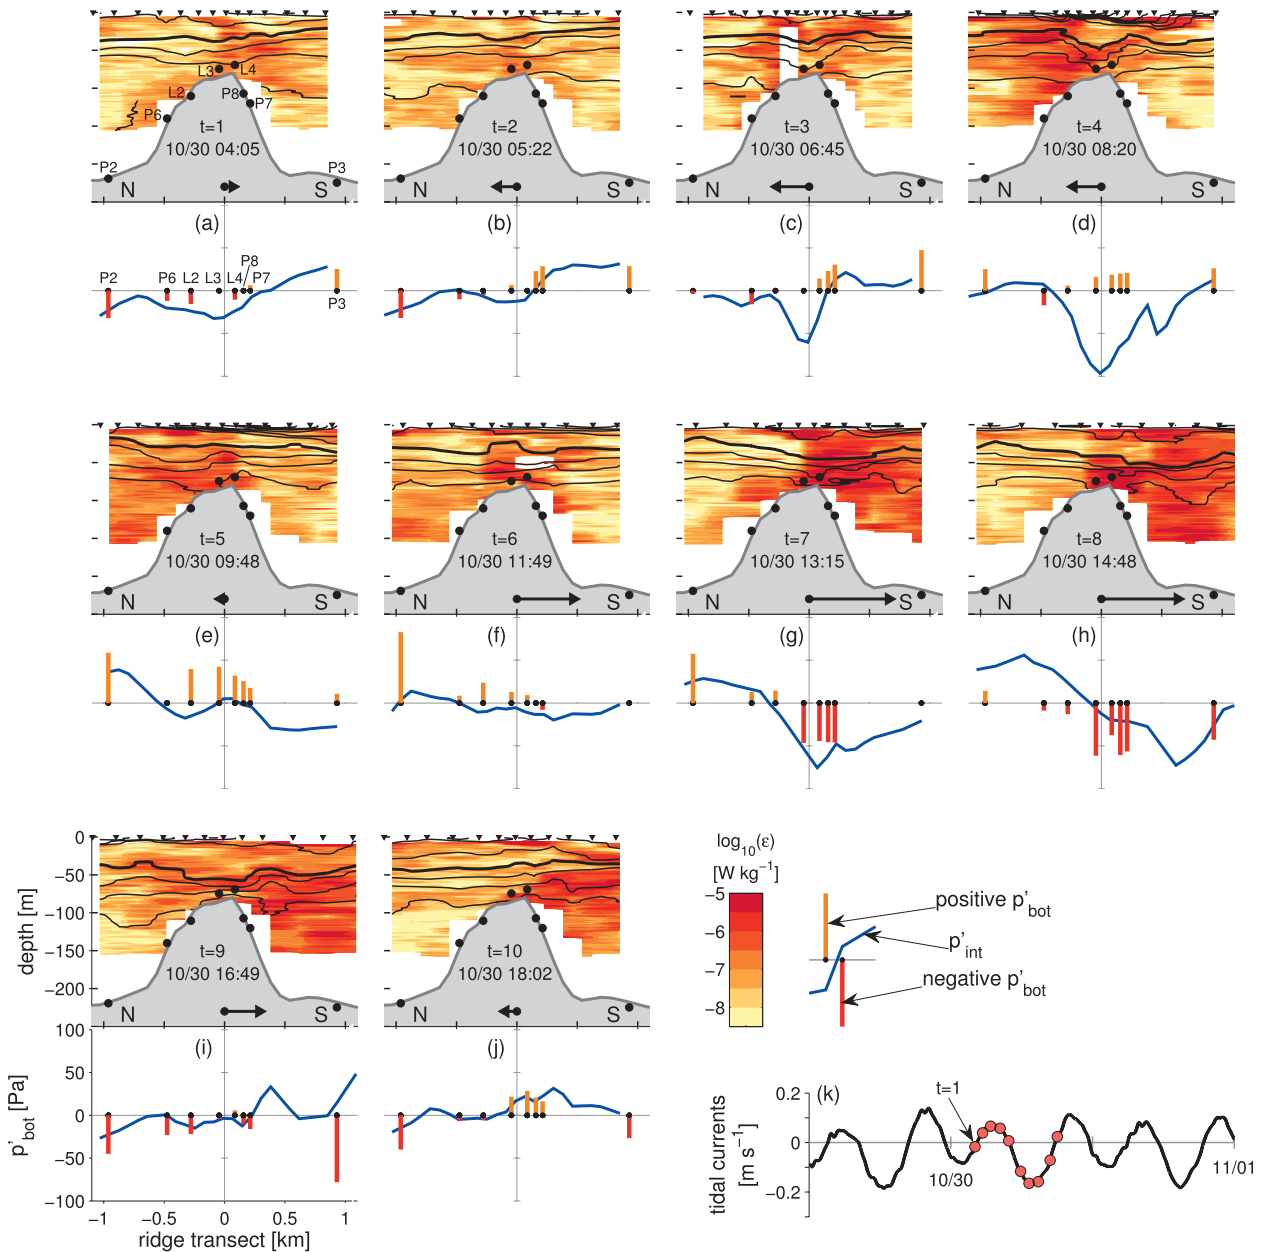 L3 L4
L2 P8
P7
P6
t=1
10/30 04:05
P2 P3
N S
(a)
t=2
10/30 05:22
N S
(b)
t=3
10/30 06:45
N S
(c)
t=4
10/30 08:20
N S
(d)
P8
P2 P6 L2 L3 L4 P7
P3
t=5
10/30 09:48
N S
(e)
t=6
10/30 11:49
N S
(f)
t=7
10/30 13:15
N S
(g)
t=8
10/30 14:48
N S
(h)
0
−50
−100
−150
−200
depth [m]
t=9
10/30 16:49
N S
(i)
t=10
10/30 18:02
N S
(j)
100
50
0
−50
−100
p'bot [Pa]
−1 −0.5 0 0.5 1
ridge transect [km]
log10(ε)
[W kg−1]
−5
−6
−7
−8
positive p'bot
p'int
negative p'bot
t=1
(k)
0.2
0
−0.2
tidal currents
[m s−1]
10/30
11/01